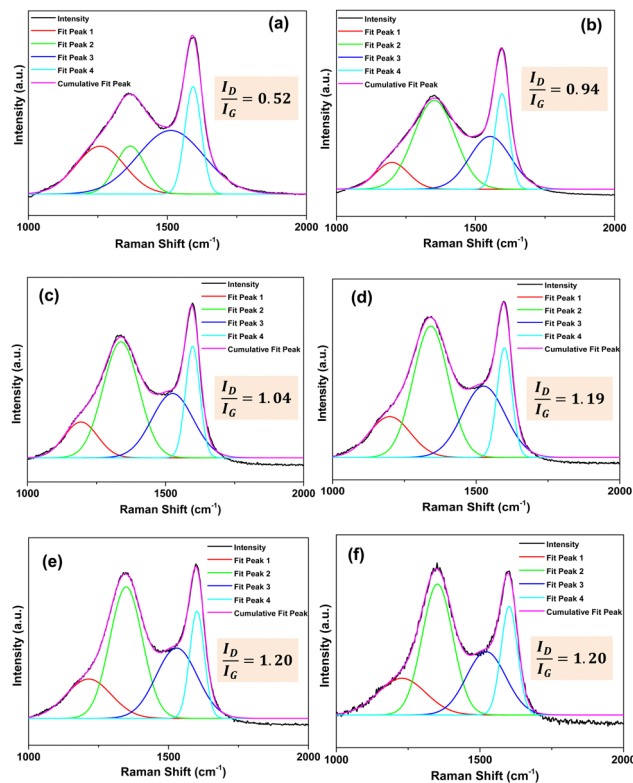 (a)
Intensity
Fit Peak 1
Fit Peak 2
Fit Peak 3
Fit Peak 4
Cumulative Fit Peak
I_D/I_G = 0.52
Intensity (a.u.)
1000 1500 2000
Raman Shift (cm⁻¹)
(b)
Intensity
Fit Peak 1
Fit Peak 2
Fit Peak 3
Fit Peak 4
Cumulative Fit Peak
I_D/I_G = 0.94
Intensity (a.u.)
1000 1500 2000
Raman Shift (cm⁻¹)
(c)
Intensity
Fit Peak 1
Fit Peak 2
Fit Peak 3
Fit Peak 4
Cumulative Fit Peak
I_D/I_G = 1.04
Intensity (a.u.)
1000 1500 2000
Raman Shift (cm⁻¹)
(d)
Intensity
Fit Peak 1
Fit Peak 2
Fit Peak 3
Fit Peak 4
Cumulative Fit Peak
I_D/I_G = 1.19
Intensity (a.u.)
1000 1500 2000
Raman Shift (cm⁻¹)
(e)
Intensity
Fit Peak 1
Fit Peak 2
Fit Peak 3
Fit Peak 4
Cumulative Fit Peak
I_D/I_G = 1.20
Intensity (a.u.)
1000 1500 2000
Raman Shift (cm⁻¹)
(f)
Intensity
Fit Peak 1
Fit Peak 2
Fit Peak 3
Fit Peak 4
Cumulative Fit Peak
I_D/I_G = 1.20
Intensity (a.u.)
1000 1500 2000
Raman Shift (cm⁻¹)